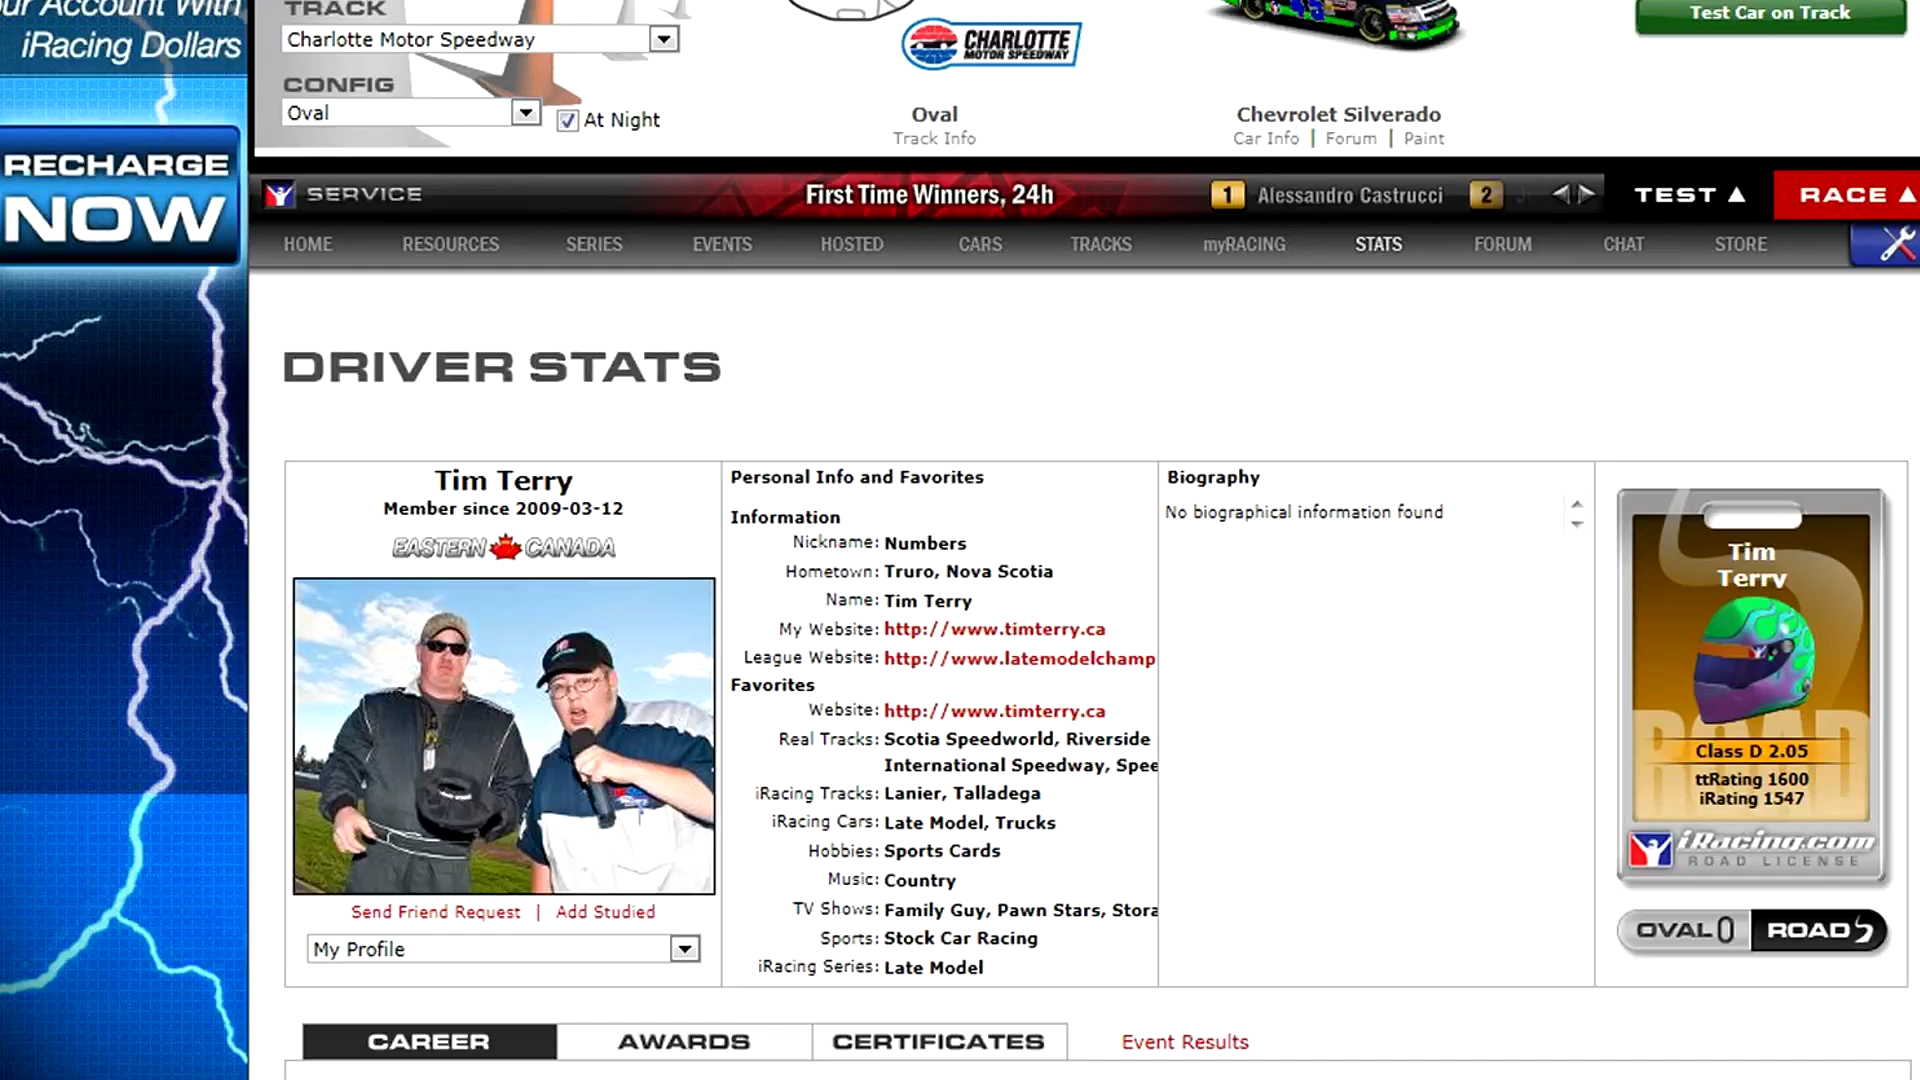 our Account With
iRacing Dollars
RECHARGE
NOW
TRACK
Charlotte Motor Speedway
CONFIG
Oval
At Night
CHARLOTTE
MOTOR SPEEDWAY
Oval
Track Info
Chevrolet Silverado
Car Info | Forum | Paint
Test Car on Track
SERVICE
First Time Winners, 24h
1 Alessandro Castrucci 2
TEST
RACE
HOME RESOURCES SERIES EVENTS HOSTED CARS TRACKS myRACING STATS FORUM CHAT STORE
DRIVER STATS
Tim Terry
Member since 2009-03-12
EASTERN CANADA
Send Friend Request | Add Studied
My Profile
Personal Info and Favorites
Information
Nickname: Numbers
Hometown: Truro, Nova Scotia
Name: Tim Terry
My Website: http://www.timterry.ca
League Website: http://www.latemodelchamp
Favorites
Website: http://www.timterry.ca
Real Tracks: Scotia Speedworld, Riverside
International Speedway, Spee
iRacing Tracks: Lanier, Talladega
iRacing Cars: Late Model, Trucks
Hobbies: Sports Cards
Music: Country
TV Shows: Family Guy, Pawn Stars, Stora
Sports: Stock Car Racing
iRacing Series: Late Model
Biography
No biographical information found
Tim
Terry
ROAD
Class D 2.05
ttRating 1600
iRating 1547
iRacing.com
ROAD LICENSE
OVAL ROAD
CAREER AWARDS CERTIFICATES Event Results